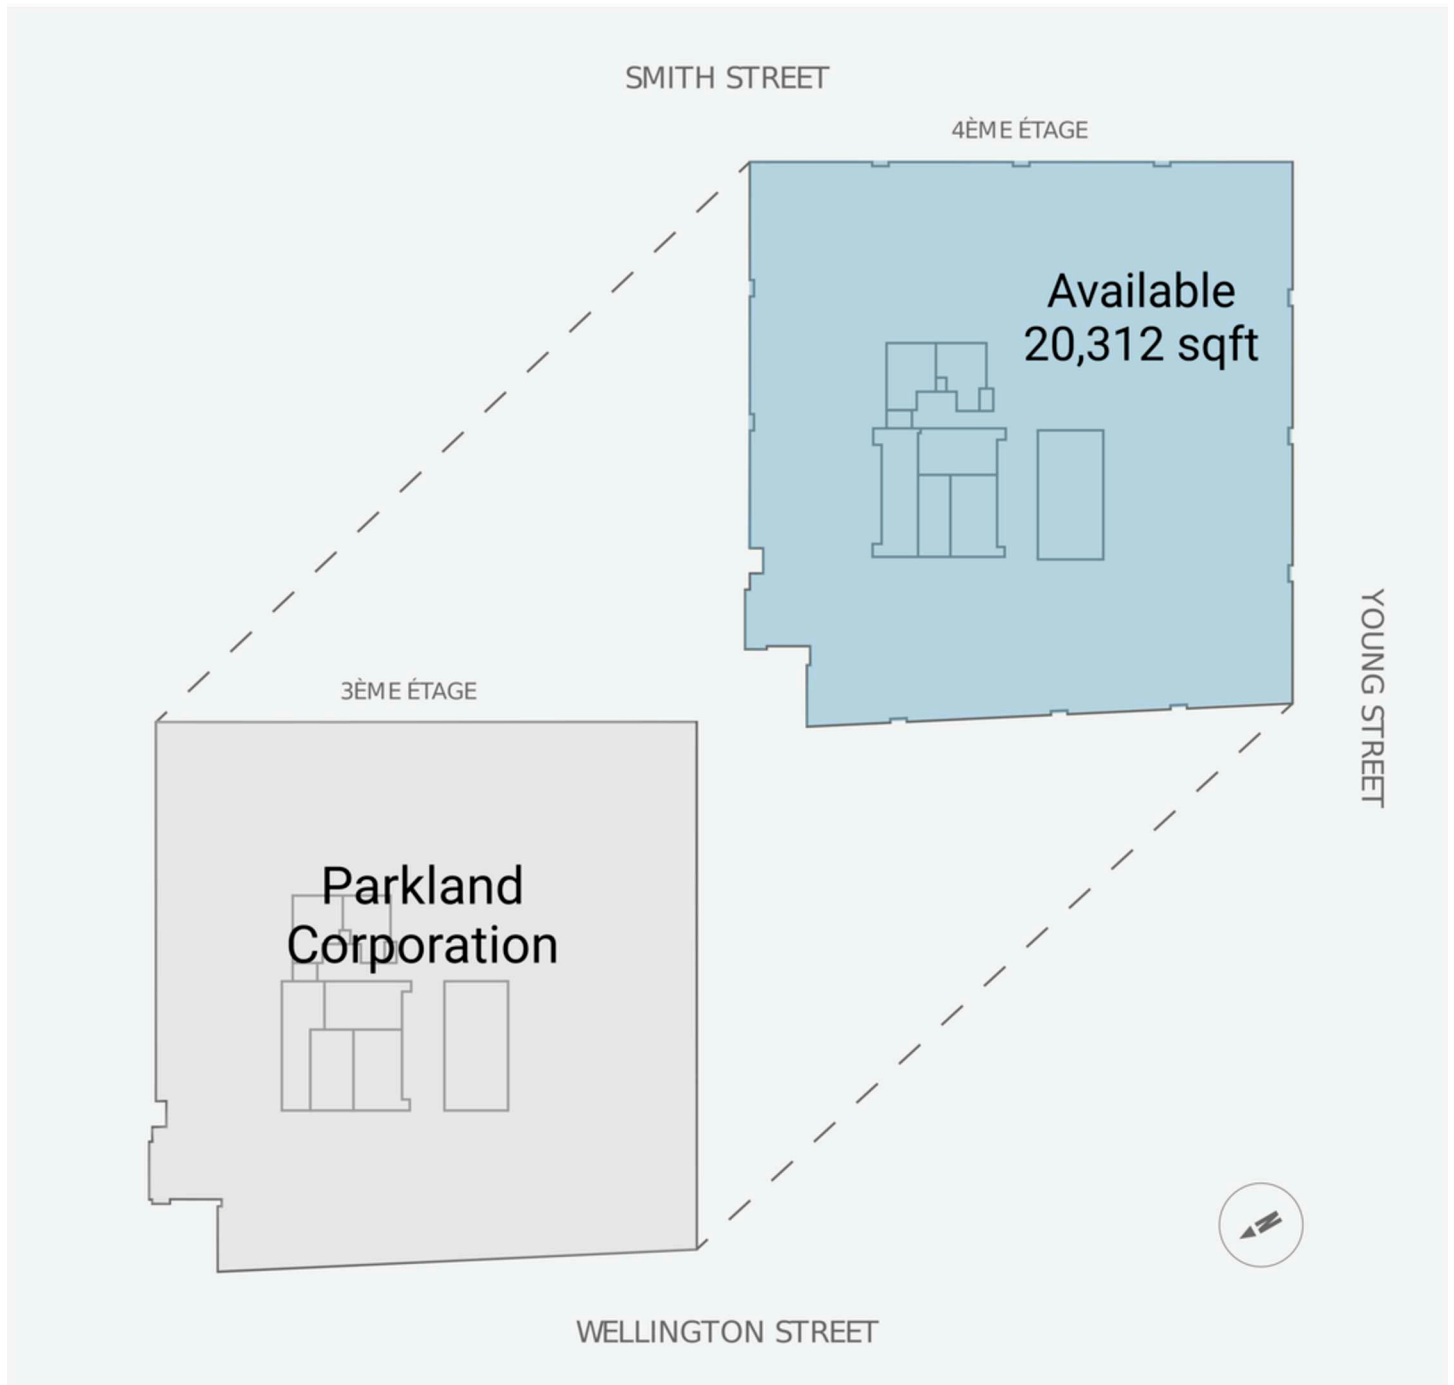 SMITH STREET
4ÈME ÉTAGE
Available
20,312 sqft
YOUNG STREET
3ÈME ÉTAGE
Parkland
Corporation
N
WELLINGTON STREET